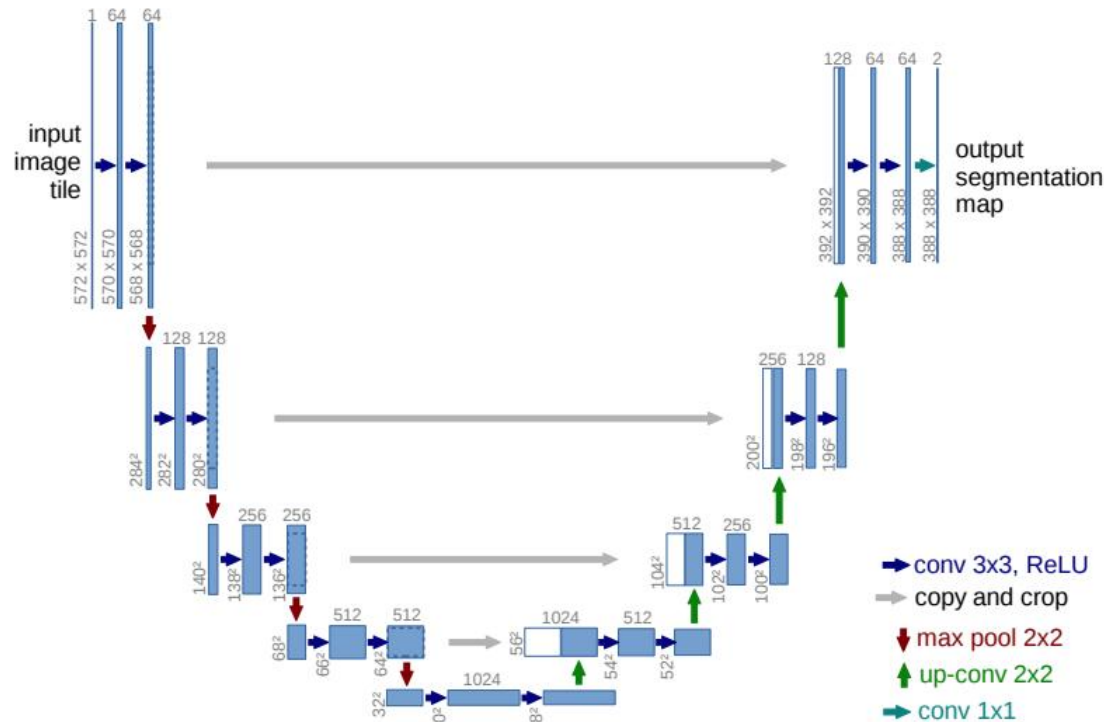 1
64
64
input
image
tile
572 x 572
570 x 570
568 x 568
128
64
64
2
392 x 392
390 x 390
388 x 388
388 x 388
output
segmentation
map
128
128
284²
282²
280²
256
128
200²
198²
196²
256
256
140²
138²
136²
512
256
104²
102²
100²
512
512
68²
66²
64²
1024
512
56²
54²
52²
1024
32²
conv 3x3, ReLU
copy and crop
max pool 2x2
up-conv 2x2
conv 1x1